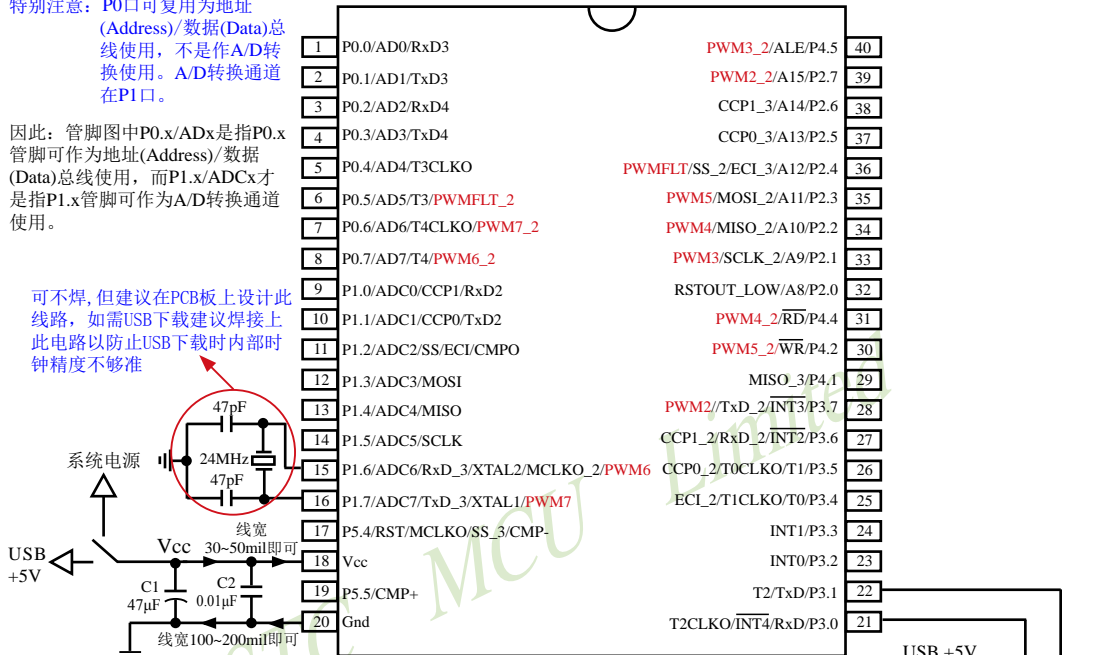 特别注意：P0口可复用为地址
(Address)/数据(Data)总
线使用，不是作A/D转
换使用。A/D转换通道
在P1口。
因此：管脚图中P0.x/ADx是指P0.x
管脚可作为地址(Address)/数据
(Data)总线使用，而P1.x/ADCx才
是指P1.x管脚可作为A/D转换通道
使用。
可不焊,但建议在PCB板上设计此
线路，如需USB下载建议焊接上
此电路以防止USB下载时内部时
钟精度不够准
47pF
24MHz
47pF
系统电源
USB
+5V
Vcc
线宽
30~50mil即可
C1
47μF
C2
0.01μF
线宽100~200mil即可
1 P0.0/AD0/RxD3
2 P0.1/AD1/TxD3
3 P0.2/AD2/RxD4
4 P0.3/AD3/TxD4
5 P0.4/AD4/T3CLKO
6 P0.5/AD5/T3/PWMFLT_2
7 P0.6/AD6/T4CLKO/PWM7_2
8 P0.7/AD7/T4/PWM6_2
9 P1.0/ADC0/CCP1/RxD2
10 P1.1/ADC1/CCP0/TxD2
11 P1.2/ADC2/SS/ECI/CMPO
12 P1.3/ADC3/MOSI
13 P1.4/ADC4/MISO
14 P1.5/ADC5/SCLK
15 P1.6/ADC6/RxD_3/XTAL2/MCLKO_2/PWM6
16 P1.7/ADC7/TxD_3/XTAL1/PWM7
17 P5.4/RST/MCLKO/SS_3/CMP-
18 Vcc
19 P5.5/CMP+
20 Gnd
PWM3_2/ALE/P4.5 40
PWM2_2/A15/P2.7 39
CCP1_3/A14/P2.6 38
CCP0_3/A13/P2.5 37
PWMFLT/SS_2/ECI_3/A12/P2.4 36
PWM5/MOSI_2/A11/P2.3 35
PWM4/MISO_2/A10/P2.2 34
PWM3/SCLK_2/A9/P2.1 33
RSTOUT_LOW/A8/P2.0 32
PWM4_2/RD/P4.4 31
PWM5_2/WR/P4.2 30
MISO_3/P4.1 29
PWM2//TxD_2/INT3/P3.7 28
CCP1_2/RxD_2/INT2/P3.6 27
CCP0_2/T0CLKO/T1/P3.5 26
ECI_2/T1CLKO/T0/P3.4 25
INT1/P3.3 24
INT0/P3.2 23
T2/TxD/P3.1 22
T2CLKO/INT4/RxD/P3.0 21
USB +5V
STC MCU Limited